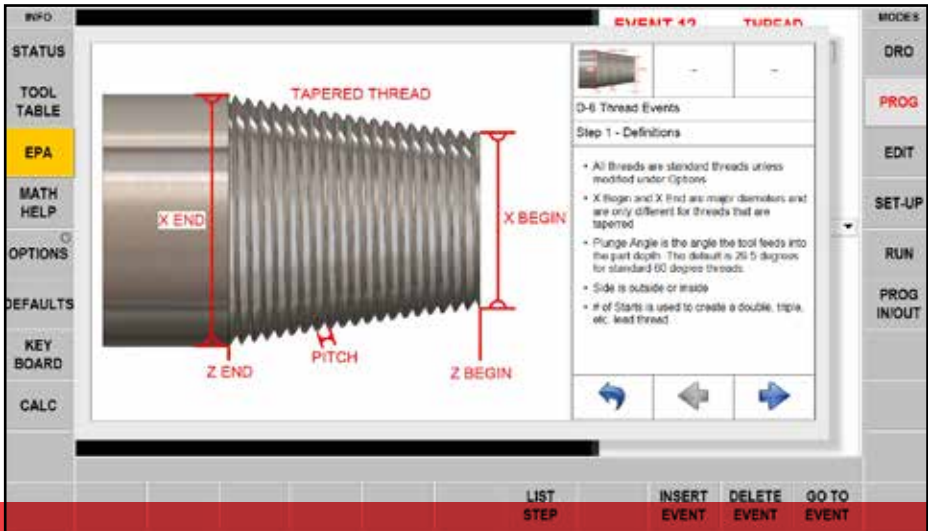 INFO
EVENT 12 THREAD
MODES
STATUS
TOOL
TABLE
EPA
MATH
HELP
OPTIONS
DEFAULTS
KEY
BOARD
CALC
TAPERED THREAD
X END
X BEGIN
PITCH
Z END
Z BEGIN
D-6 Thread Events
Step 1 - Definitions
• All threads are standard threads unless
modified under Options
• X Begin and X End are major diameters and
are only different for threads that are
tapered
• Plunge Angle is the angle the tool feeds into
the part depth. The default is 29.5 degrees
for standard 60 degree threads.
• Side is outside or inside
• # of Starts is used to create a double, triple,
etc. lead thread
DRO
PROG
EDIT
SET-UP
RUN
PROG
IN/OUT
LIST
STEP
INSERT
EVENT
DELETE
EVENT
GO TO
EVENT